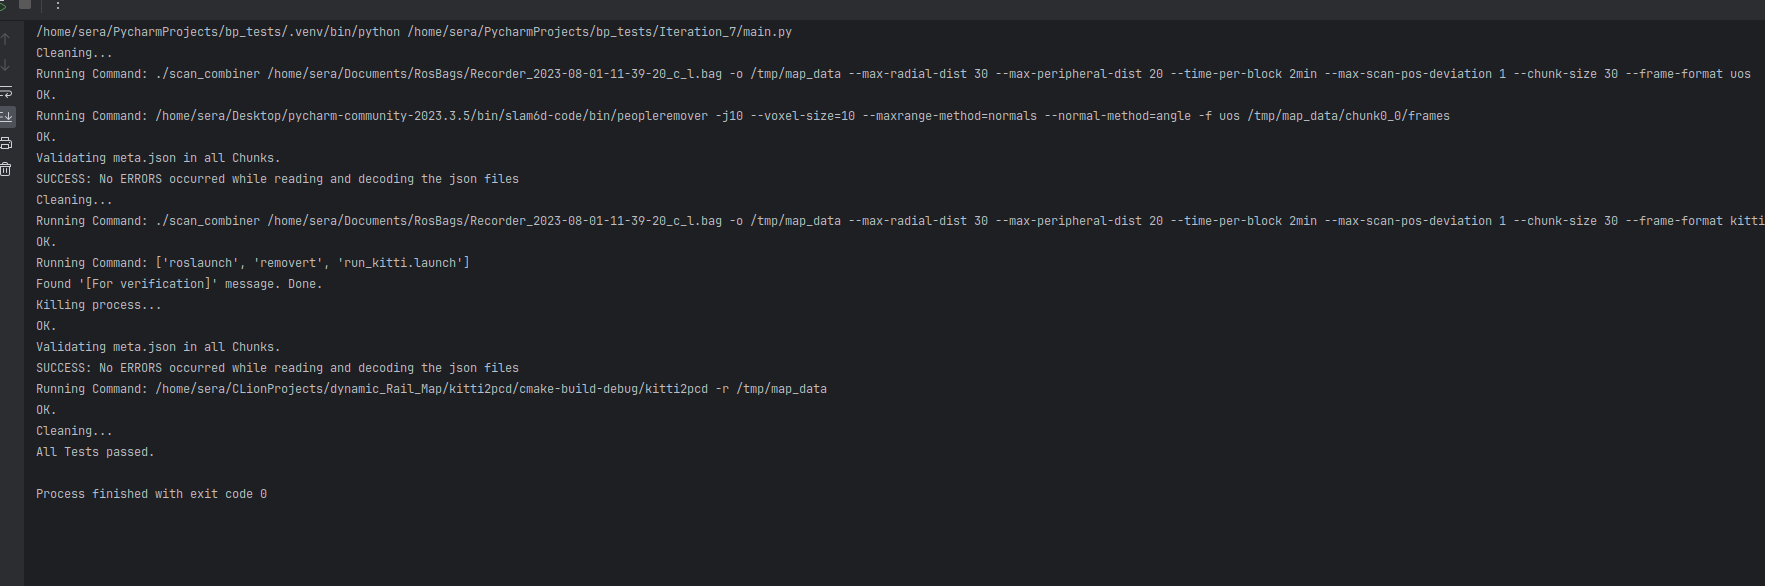 /home/sera/PycharmProjects/bp_tests/.venv/bin/python /home/sera/PycharmProjects/bp_tests/Iteration_7/main.py
Cleaning...
Running Command: ./scan_combiner /home/sera/Documents/RosBags/Recorder_2023-08-01-11-39-20_c_l.bag -o /tmp/map_data --max-radial-dist 30 --max-peripheral-dist 20 --time-per-block 2min --max-scan-pos-deviation 1 --chunk-size 30 --frame-format uos
OK.
Running Command: /home/sera/Desktop/pycharm-community-2023.3.5/bin/slam6d-code/bin/peopleremover -j10 --voxel-size=10 --maxrange-method=normals --normal-method=angle -f uos /tmp/map_data/chunk0_0/frames
OK.
Validating meta.json in all Chunks.
SUCCESS: No ERRORS occurred while reading and decoding the json files
Cleaning...
Running Command: ./scan_combiner /home/sera/Documents/RosBags/Recorder_2023-08-01-11-39-20_c_l.bag -o /tmp/map_data --max-radial-dist 30 --max-peripheral-dist 20 --time-per-block 2min --max-scan-pos-deviation 1 --chunk-size 30 --frame-format kitti
OK.
Running Command: ['roslaunch', 'removert', 'run_kitti.launch']
Found '[For verification]' message. Done.
Killing process...
OK.
Validating meta.json in all Chunks.
SUCCESS: No ERRORS occurred while reading and decoding the json files
Running Command: /home/sera/CLionProjects/dynamic_Rail_Map/kitti2pcd/cmake-build-debug/kitti2pcd -r /tmp/map_data
OK.
Cleaning...
All Tests passed.
Process finished with exit code 0